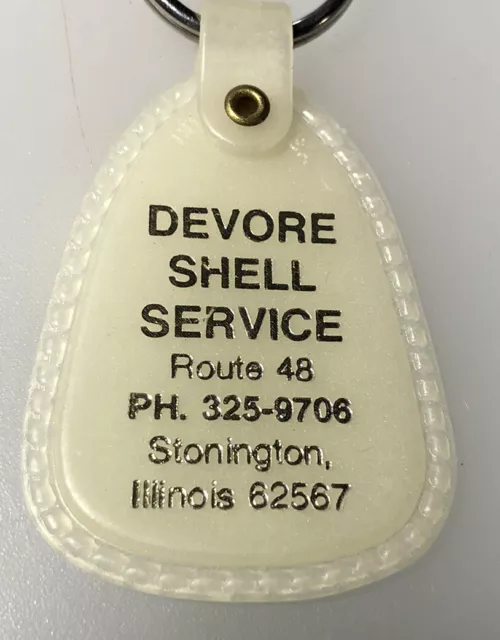 DEVORE
SHELL
SERVICE
Route 48
PH. 325-9706
Stonington,
Illinois 62567